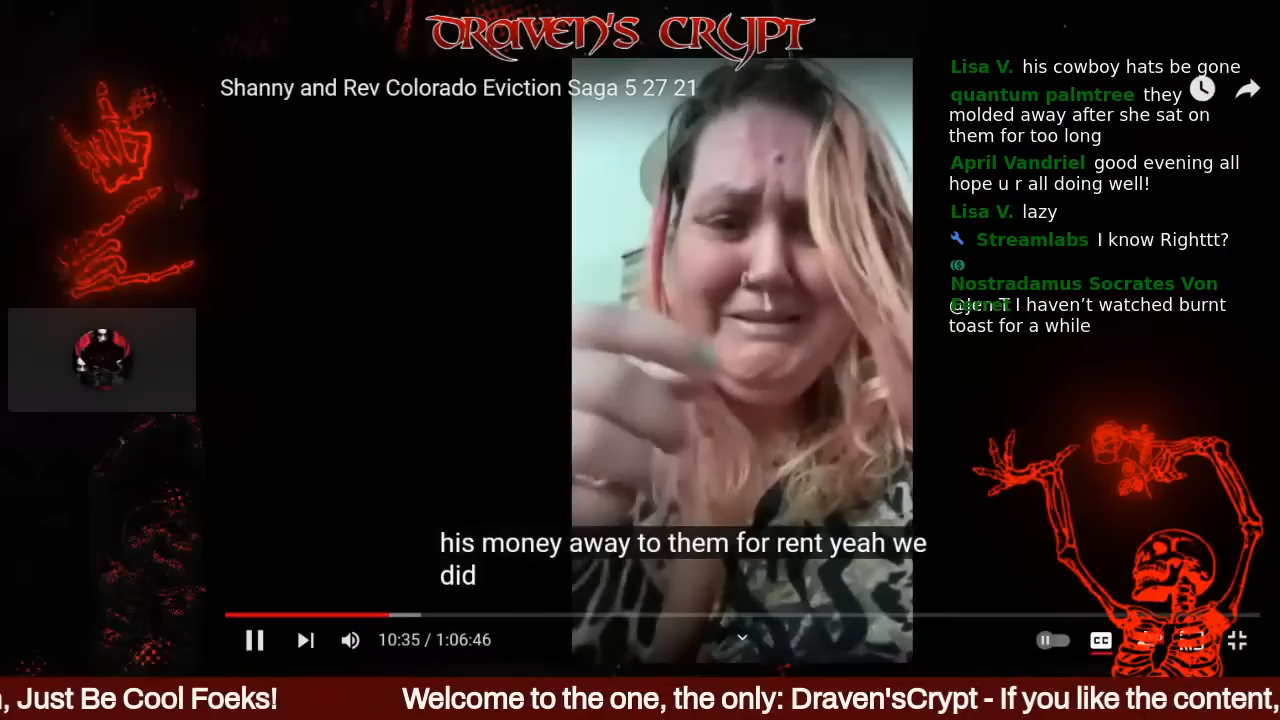 DRAVEN'S CRYPT
Shanny and Rev Colorado Eviction Saga 5 27 21
Lisa V. his cowboy hats be gone
quantum palmtree they
molded away after she sat on
them for too long
April Vandriel good evening all
hope u r all doing well!
Lisa V. lazy
Streamlabs I know Righttt?
Nostradamus Socrates Von
Ferret
@Jen T I haven’t watched burnt
toast for a while
his money away to them for rent yeah we
did
10:35 / 1:06:46
CC
, Just Be Cool Foeks!
Welcome to the one, the only: Draven'sCrypt - If you like the content,